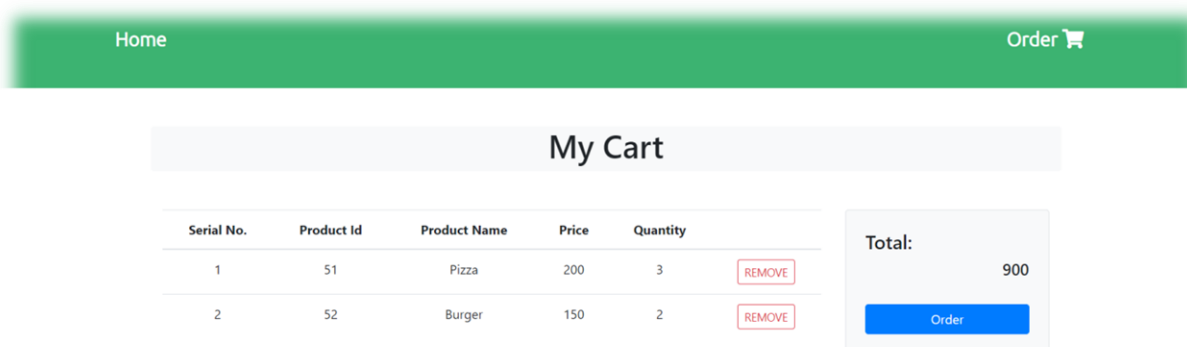 Home Order
My Cart
Serial No. Product Id Product Name Price Quantity
1 51 Pizza 200 3 REMOVE
2 52 Burger 150 2 REMOVE
Total:
900
Order